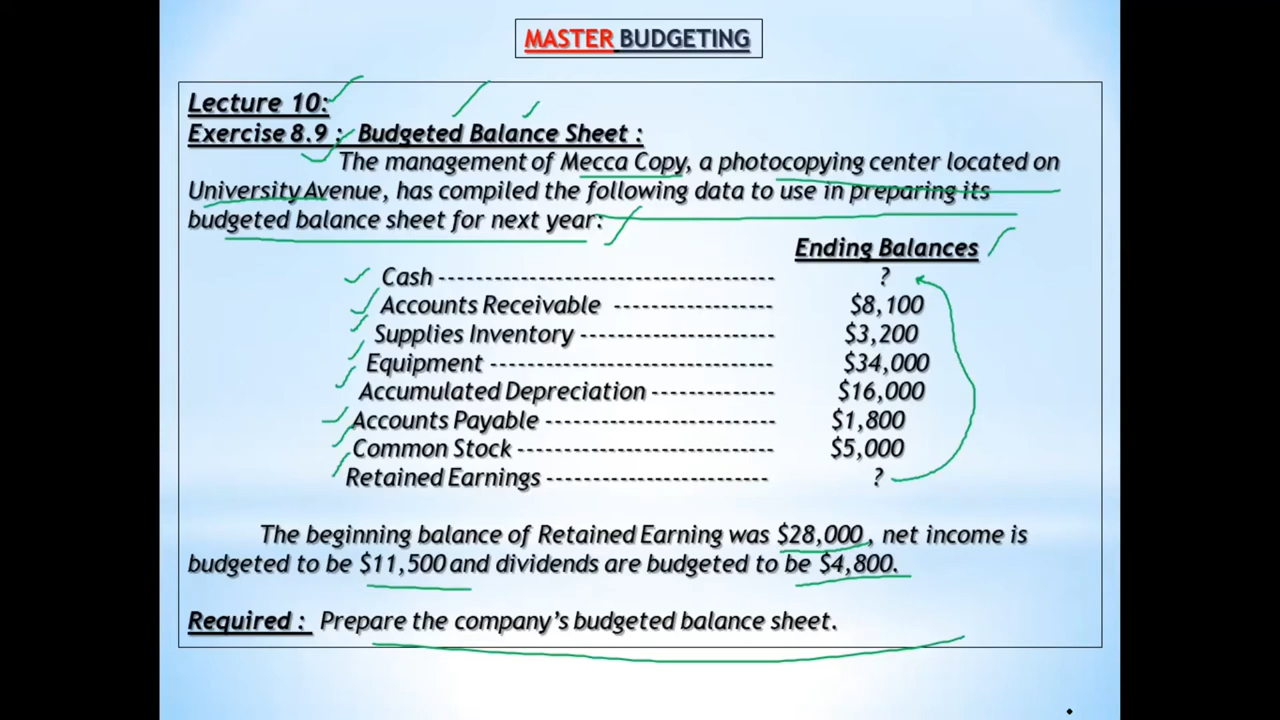 MASTER BUDGETING
Lecture 10:
Exercise 8.9 : Budgeted Balance Sheet :
The management of Mecca Copy, a photocopying center located on
University Avenue, has compiled the following data to use in preparing its
budgeted balance sheet for next year:
Ending Balances
Cash ----------------------------------------- ?
Accounts Receivable ------------------- $8,100
Supplies Inventory ----------------------- $3,200
Equipment ---------------------------------- $34,000
Accumulated Depreciation -------------- $16,000
Accounts Payable --------------------------- $1,800
Common Stock ------------------------------ $5,000
Retained Earnings -------------------------- ?
The beginning balance of Retained Earning was $28,000 , net income is
budgeted to be $11,500 and dividends are budgeted to be $4,800.
Required : Prepare the company’s budgeted balance sheet.